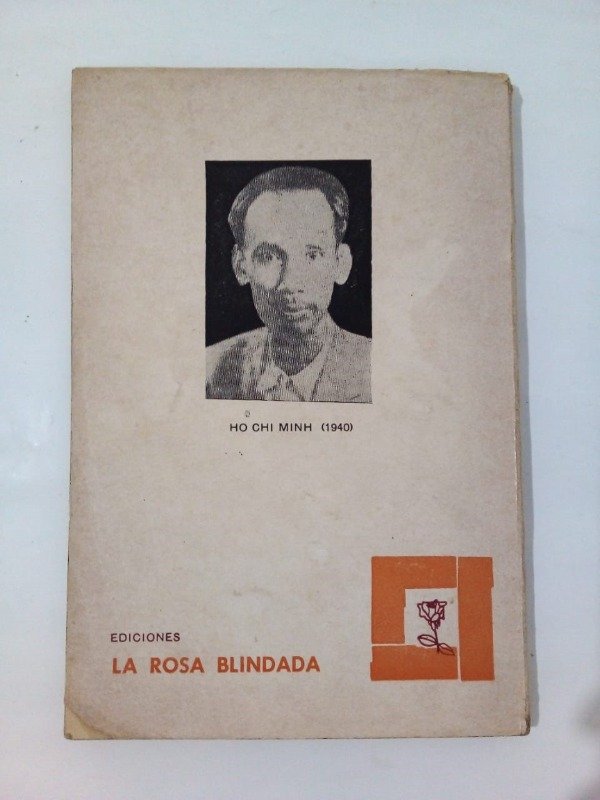 HO CHI MINH (1940)
EDICIONES
LA ROSA BLINDADA